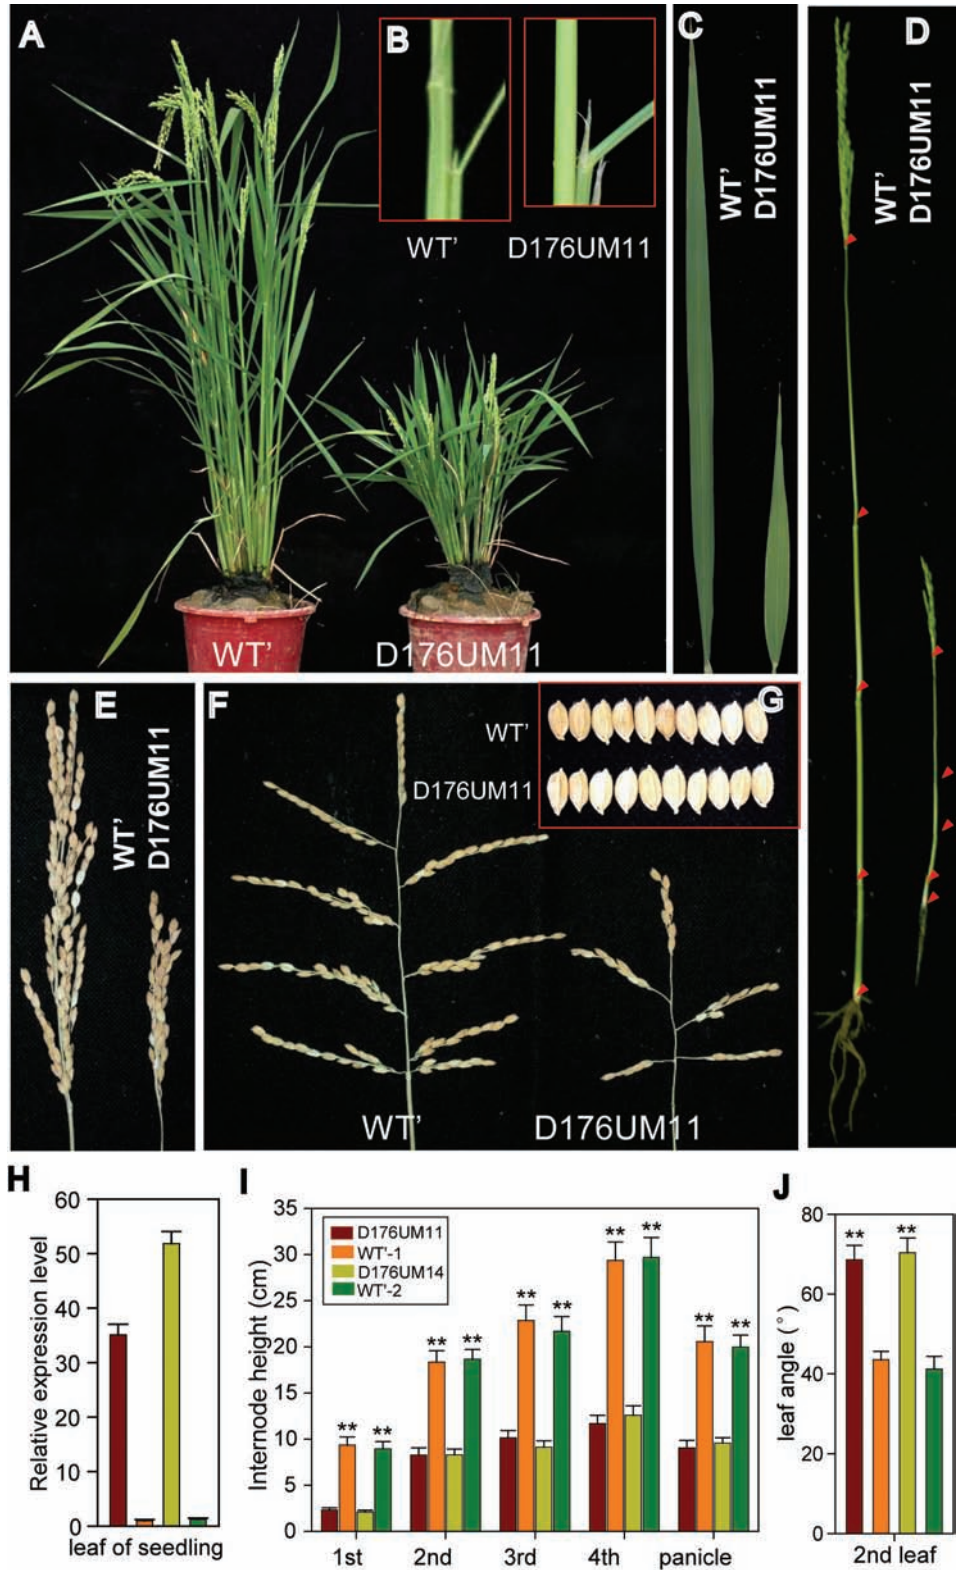 A
B
WT'
D176UM11
WT'
D176UM11
C
WT'
D176UM11
D
WT'
D176UM11
E
WT'
D176UM11
F
WT'
D176UM11
G
WT'
D176UM11
H
Relative expression level
60
50
40
30
20
10
0
leaf of seedling
I
Internode height (cm)
35
30
25
20
15
10
5
0
D176UM11
WT'-1
D176UM14
WT'-2
** **
** **
** **
** **
** **
1st 2nd 3rd 4th panicle
J
leaf angle (°)
80
60
40
20
0
** **
2nd leaf